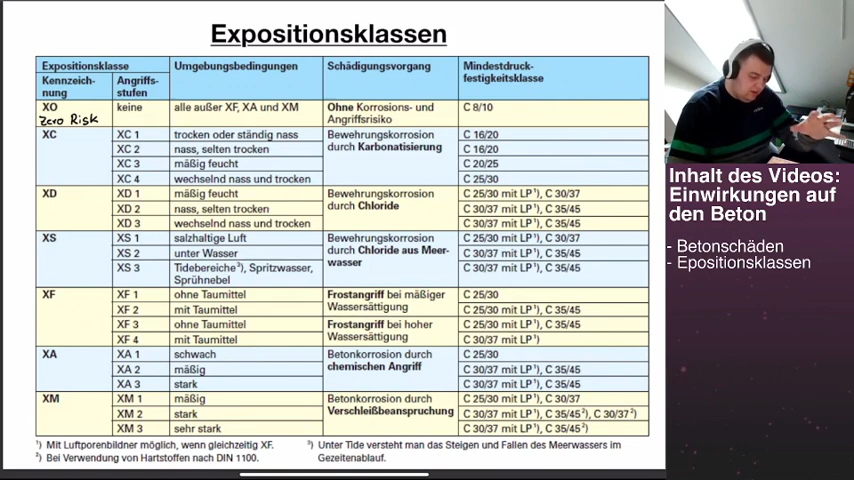 Expositionsklassen
Expositionsklasse Umgebungsbedingungen Schädigungsvorgang Mindestdruck-
festigkeitsklasse
Kennzeich-
nung Angriffs-
stufen
XO keine alle außer XF, XA und XM Ohne Korrosions- und
Angriffsrisiko C 8/10
Zero Risk
XC XC 1 trocken oder ständig nass Bewehrungskorrosion
durch Karbonatisierung C 16/20
XC 2 nass, selten trocken C 16/20
XC 3 mäßig feucht C 20/25
XC 4 wechselnd nass und trocken C 25/30
XD XD 1 mäßig feucht Bewehrungskorrosion
durch Chloride C 25/30 mit LP¹), C 30/37
XD 2 nass, selten trocken C 30/37 mit LP¹), C 35/45
XD 3 wechselnd nass und trocken C 30/37 mit LP¹), C 35/45
XS XS 1 salzhaltige Luft Bewehrungskorrosion
durch Chloride aus Meer-
wasser C 25/30 mit LP¹), C 30/37
XS 2 unter Wasser C 30/37 mit LP¹), C 35/45
XS 3 Tidebereiche³), Spritzwasser,
Sprühnebel C 30/37 mit LP¹), C 35/45
XF XF 1 ohne Taumittel Frostangriff bei mäßiger
Wassersättigung C 25/30
XF 2 mit Taumittel C 25/30 mit LP¹), C 35/45
XF 3 ohne Taumittel Frostangriff bei hoher
Wassersättigung C 25/30 mit LP¹), C 35/45
XF 4 mit Taumittel C 30/37 mit LP¹)
XA XA 1 schwach Betonkorrosion durch
chemischen Angriff C 25/30
XA 2 mäßig C 30/37 mit LP¹), C 35/45
XA 3 stark C 30/37 mit LP¹), C 35/45
XM XM 1 mäßig Betonkorrosion durch
Verschleißbeanspruchung C 25/30 mit LP¹), C 30/37
XM 2 stark C 30/37 mit LP¹), C 35/45²), C 30/37²)
XM 3 sehr stark C 30/37 mit LP¹), C 35/45²)
¹) Mit Luftporenbildner möglich, wenn gleichzeitig XF.
²) Bei Verwendung von Hartstoffen nach DIN 1100.
³) Unter Tide versteht man das Steigen und Fallen des Meerwassers im
Gezeitenablauf.
Inhalt des Videos:
Einwirkungen auf
den Beton
- Betonschäden
- Epositionsklassen